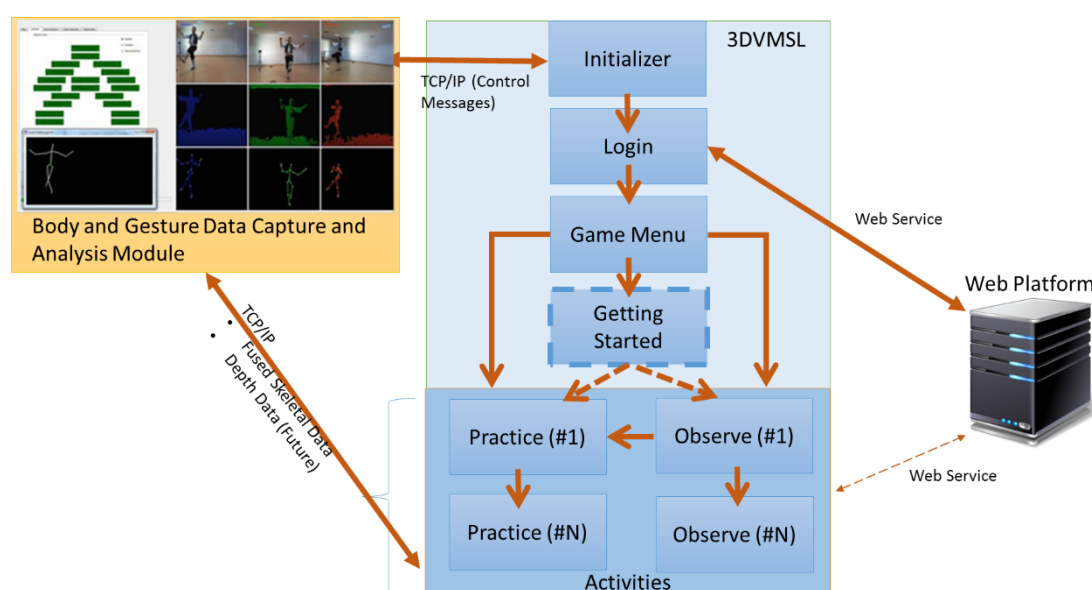 3DVMSL
Initializer
TCP/IP (Control
Messages)
Login
Body and Gesture Data Capture and
Analysis Module
Game Menu
Web Service
Getting
Started
Web Platform
TCP/IP
• Fused Skeletal Data
• Depth Data (Future)
Practice (#1)
Observe (#1)
Web Service
Practice (#N)
Observe (#N)
Activities